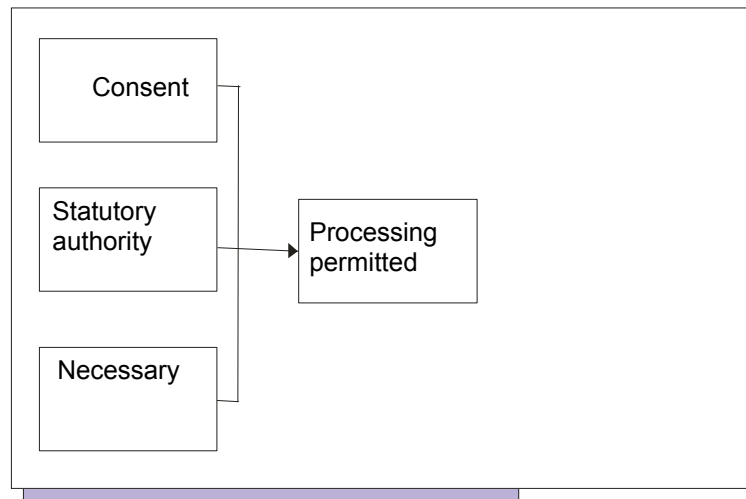 Consent
Statutory
authority
Necessary
Processing
permitted